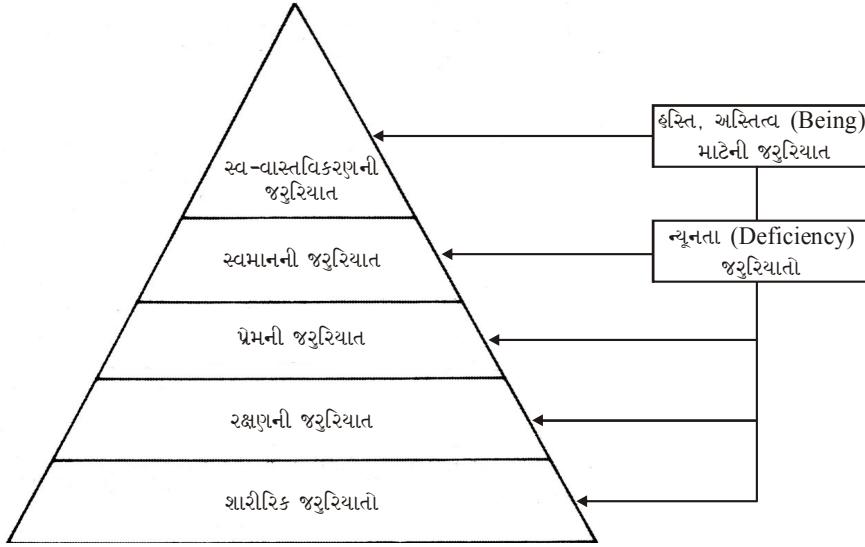 હસ્તિ, અસ્તિત્વ (Being)
માટેની જરુરિયાત
સ્વ-વાસ્તવિકરણની
જરુરિયાત
ન્યૂનતા (Deficiency)
જરુરિયાતો
સ્વમાનની જરુરિયાત
પ્રેમની જરુરિયાત
રક્ષણની જરુરિયાત
શારીરિક જરુરિયાતો